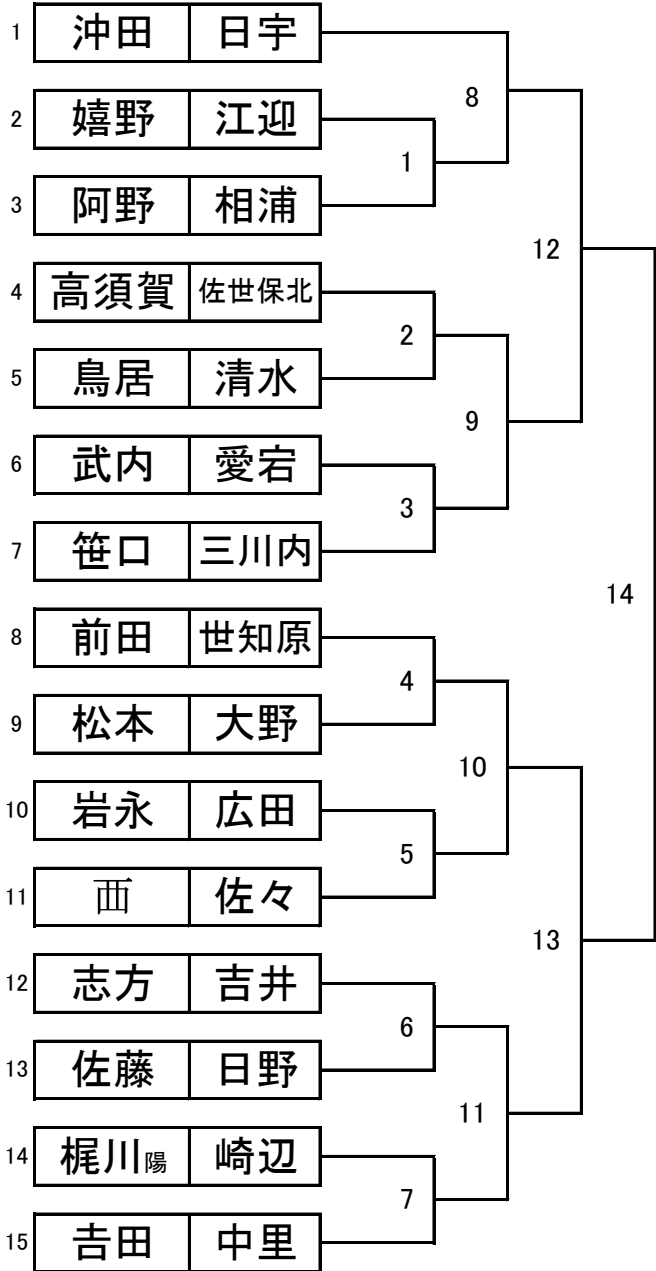 1 沖田 日宇
8
2 嬉野 江迎
1
3 阿野 相浦
12
4 高須賀 佐世保北
2
5 鳥居 清水
9
6 武内 愛宕
3
7 笹口 三川内
14
8 前田 世知原
4
9 松本 大野
10
10 岩永 広田
5
11 襾 佐々
13
12 志方 吉井
6
13 佐藤 日野
11
14 梶川陽 崎辺
7
15 𠮷田 中里